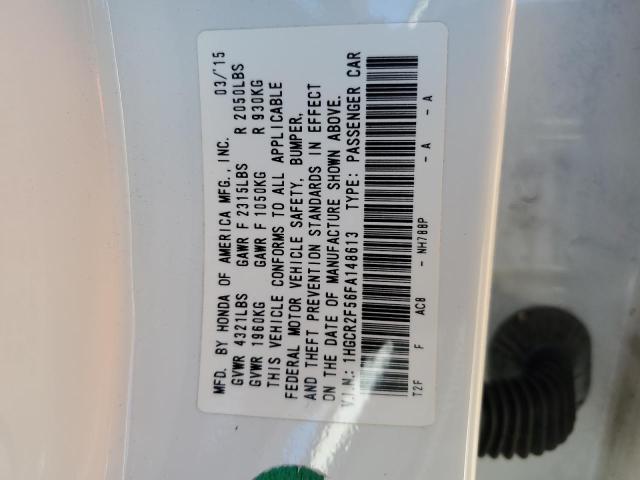 MFD. BY HONDA OF AMERICA MFG., INC. 03/'15
GVWR 4321LBS GAWR F 2315LBS R 2050LBS
GVWR 1960KG GAWR F 1050KG R 930KG
THIS VEHICLE CONFORMS TO ALL APPLICABLE
FEDERAL MOTOR VEHICLE SAFETY, BUMPER,
AND THEFT PREVENTION STANDARDS IN EFFECT
ON THE DATE OF MANUFACTURE SHOWN ABOVE.
V.I.N.: 1HGCR2F56FA148613 TYPE: PASSENGER CAR
T2F F AC8 - NH788P - A - A